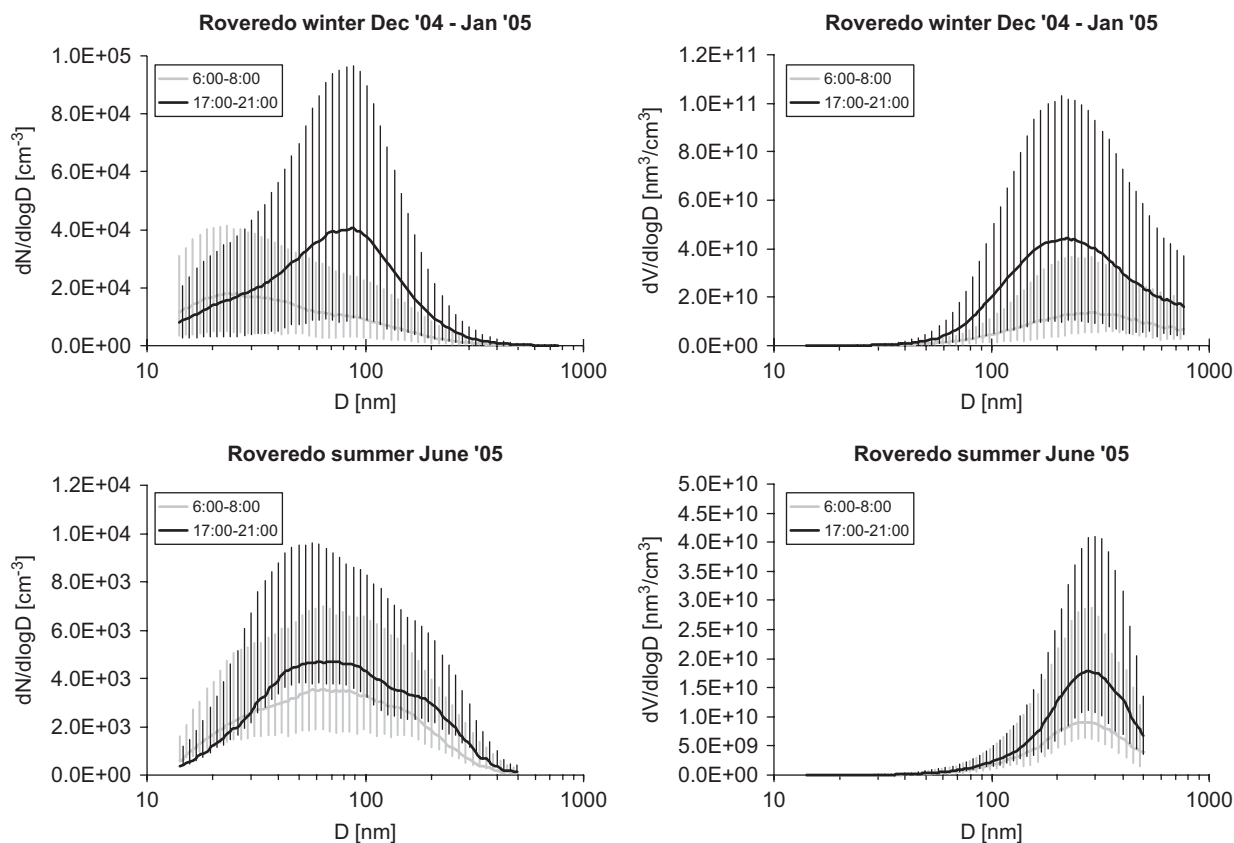 Roveredo winter Dec '04 - Jan '05
dN/dlogD [cm⁻³]
1.0E+05
8.0E+04
6.0E+04
4.0E+04
2.0E+04
0.0E+00
6:00-8:00
17:00-21:00
10 100 1000
D [nm]
Roveredo winter Dec '04 - Jan '05
dV/dlogD [nm³/cm³]
1.2E+11
1.0E+11
8.0E+10
6.0E+10
4.0E+10
2.0E+10
0.0E+00
6:00-8:00
17:00-21:00
10 100 1000
D [nm]
Roveredo summer June '05
dN/dlogD [cm⁻³]
1.2E+04
1.0E+04
8.0E+03
6.0E+03
4.0E+03
2.0E+03
0.0E+00
6:00-8:00
17:00-21:00
10 100 1000
D [nm]
Roveredo summer June '05
dV/dlogD [nm³/cm³]
5.0E+10
4.5E+10
4.0E+10
3.5E+10
3.0E+10
2.5E+10
2.0E+10
1.5E+10
1.0E+10
5.0E+09
0.0E+00
6:00-8:00
17:00-21:00
10 100 1000
D [nm]